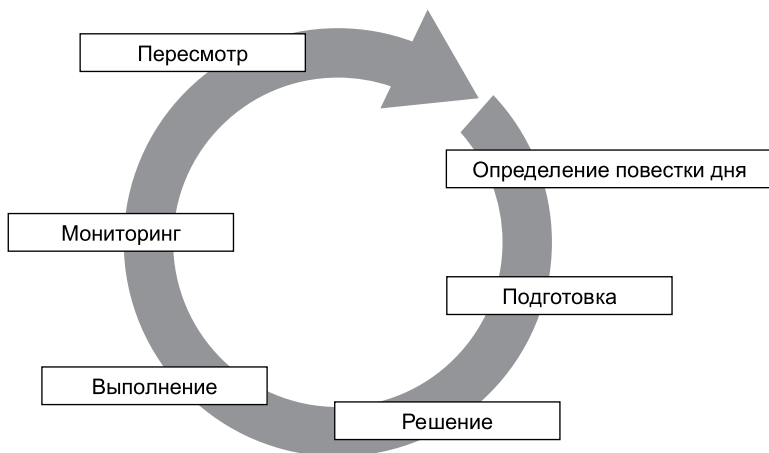 Пересмотр
Определение повестки дня
Мониторинг
Подготовка
Выполнение
Решение